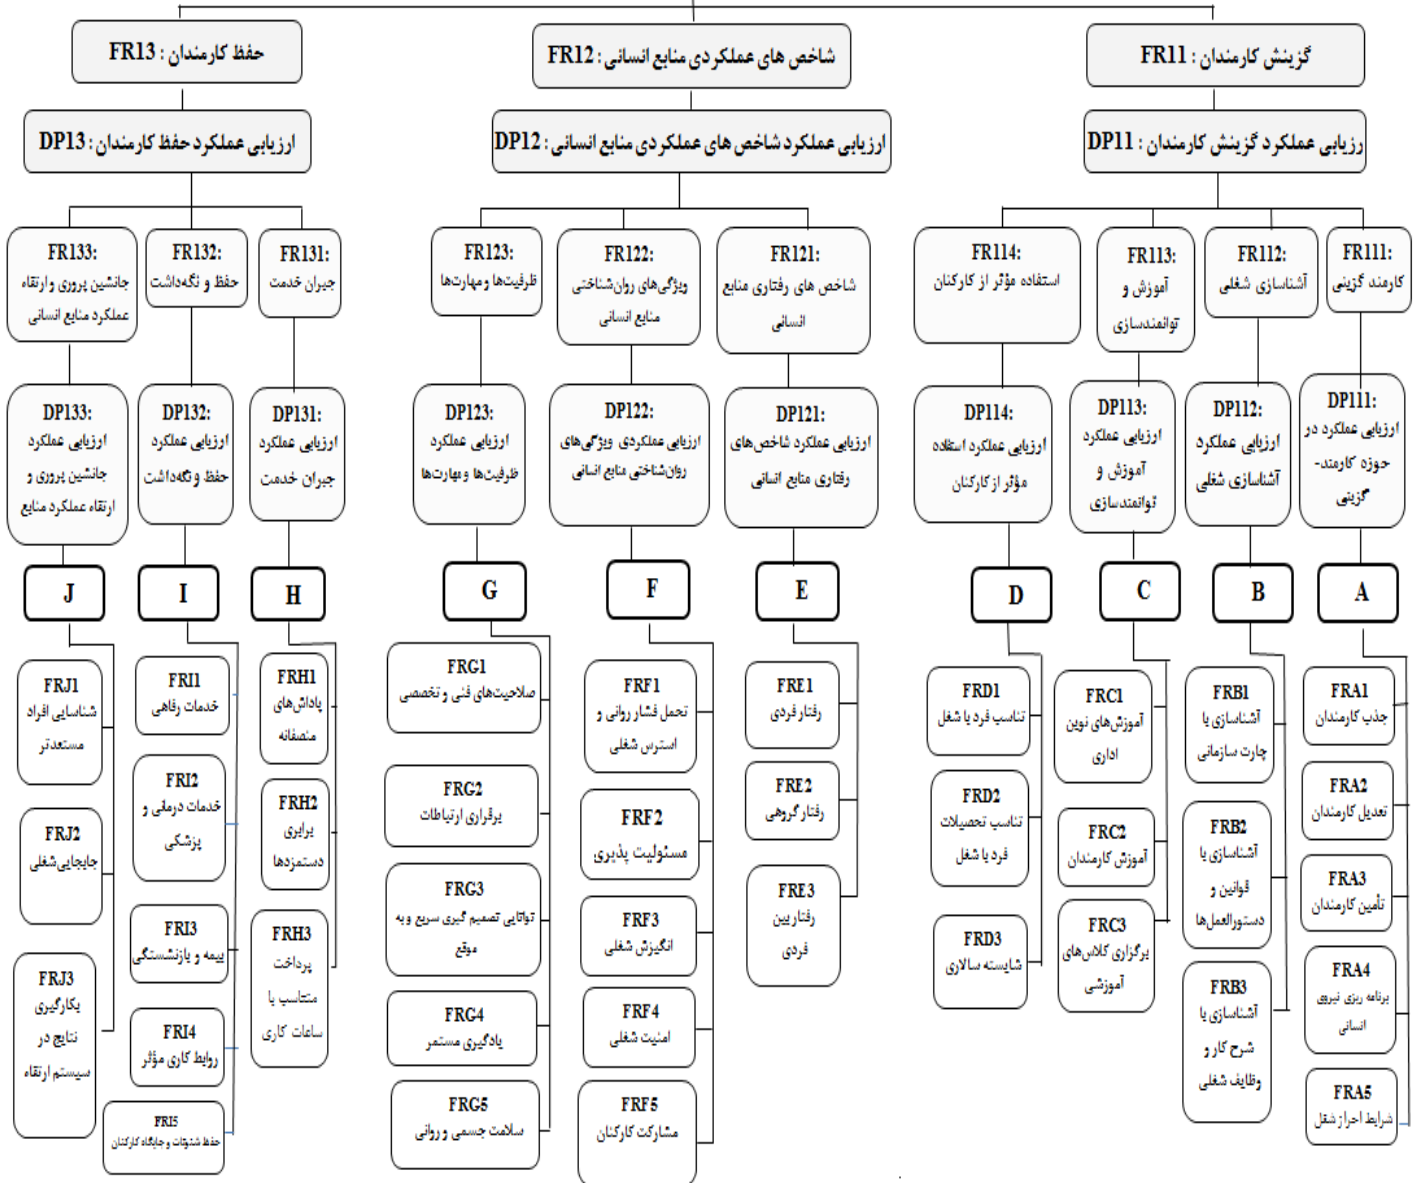 گزینش کارمندان : FR11
شاخص های عملکردی منابع انسانی : FR12
حفظ کارمندان : FR13
رزیابی عملکرد گزینش کارمندان : DP11
ارزیابی عملکرد شاخص های عملکردی منابع انسانی : DP12
ارزیابی عملکرد حفظ کارمندان : DP13
FR111:
کارمند گزینی
FR112:
آشناسازی شغلی
FR113:
آموزش و
توانمندسازی
FR114:
استفاده مؤثر از کارکنان
FR121:
شاخص های رفتاری منابع
انسانی
FR122:
ویژگی‌های روان‌شناختی
منابع انسانی
FR123:
ظرفیت‌ها و مهارت‌ها
FR131:
جبران خدمت
FR132:
حفظ و نگه‌داشت
FR133:
جانشین پروری و ارتقاء
عملکرد منابع انسانی
DP111:
ارزیابی عملکرد در
حوزه کارمند-
گزینی
DP112:
ارزیابی عملکرد
آشناسازی شغلی
DP113:
ارزیابی عملکرد
آموزش و
توانمندسازی
DP114:
ارزیابی عملکرد استفاده
مؤثر از کارکنان
DP121:
ارزیابی عملکرد شاخص‌های
رفتاری منابع انسانی
DP122:
ارزیابی عملکردی ویژگی‌های
روان‌شناختی منابع انسانی
DP123:
ارزیابی عملکرد
ظرفیت‌ها و مهارت‌ها
DP131:
ارزیابی عملکرد
جبران خدمت
DP132:
ارزیابی عملکرد
حفظ و نگه‌داشت
DP133:
ارزیابی عملکرد
جانشین پروری و
ارتقاء عملکرد منابع
A
B
C
D
E
F
G
H
I
J
FRA1
جذب کارمندان
FRA2
تعدیل کارمندان
FRA3
تأمین کارمندان
FRA4
برنامه ریزی نیروی
انسانی
FRA5
شرایط احراز شغل
FRB1
آشناسازی با
چارت سازمانی
FRB2
آشناسازی با
قوانین و
دستورالعمل‌ها
FRB3
آشناسازی با
شرح کار و
وظایف شغلی
FRC1
آموزش‌های نوین
اداری
FRC2
آموزش کارمندان
FRC3
برگزاری کلاس‌های
آموزشی
FRD1
تناسب فرد با شغل
FRD2
تناسب تحصیلات
فرد با شغل
FRD3
شایسته سالاری
FRE1
رفتار فردی
FRE2
رفتار گروهی
FRE3
رفتار بین
فردی
FRF1
تحمل فشار روانی و
استرس شغلی
FRF2
مسئولیت پذیری
FRF3
انگیزش شغلی
FRF4
امنیت شغلی
FRF5
مشارکت کارکنان
FRG1
صلاحیت‌های فنی و تخصصی
FRG2
برقراری ارتباطات
FRG3
توانایی تصمیم گیری سریع و به
موقع
FRG4
یادگیری مستمر
FRG5
سلامت جسمی و روانی
FRH1
پاداش‌های
منصفانه
FRH2
برابری
دستمزدها
FRH3
پرداخت
متناسب با
ساعات کاری
FRI1
خدمات رفاهی
FRI2
خدمات درمانی و
پزشکی
FRI3
بیمه و بازنشستگی
FRI4
روابط کاری مؤثر
FRI5
حفظ شئونات و جایگاه کارکنان
FRJ1
شناسایی افراد
مستعدتر
FRJ2
جابجایی شغلی
FRJ3
بکارگیری
نتایج در
سیستم ارتقاء